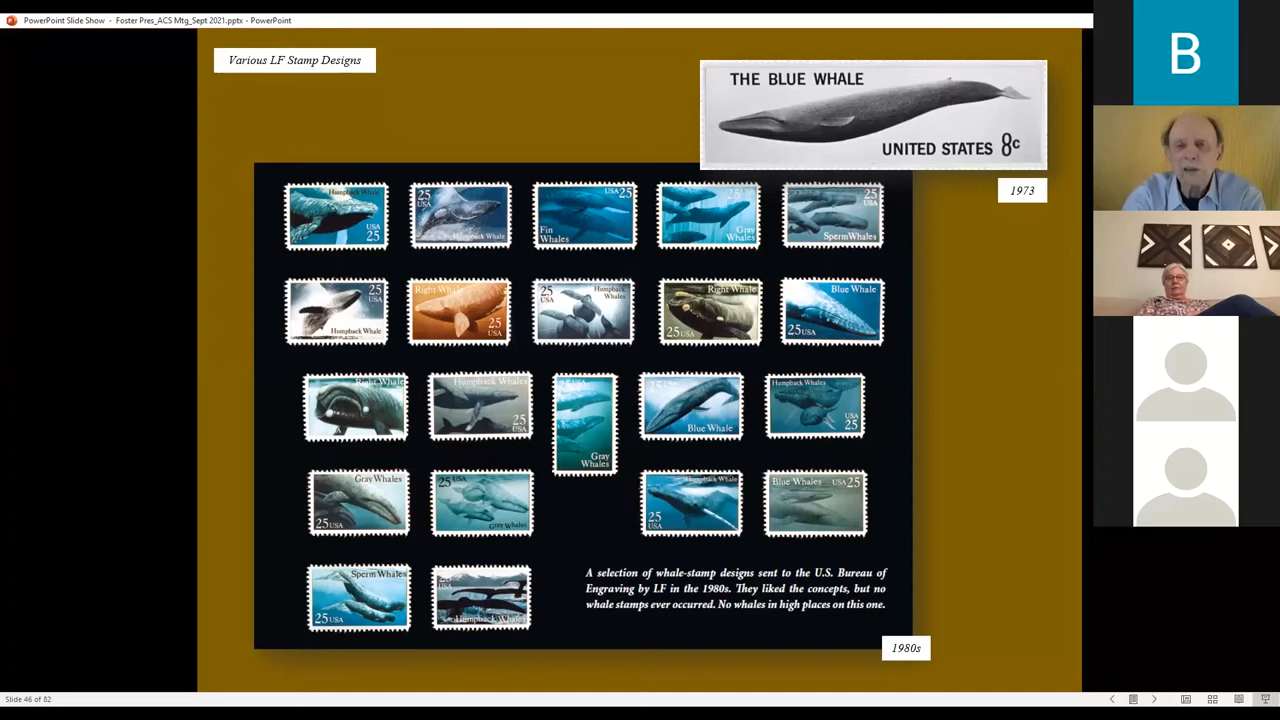 PowerPoint Slide Show - Foster Pres_ACS Mtg_Sept 2021.pptx - PowerPoint
B
Various LF Stamp Designs
THE BLUE WHALE
UNITED STATES 8c
1973
Humpback Whale
USA
25
25
USA
Humpback Whale
USA 25
Fin
Whales
25
Gray
Whales
25
USA
Sperm Whales
25
USA
Humpback Whale
Right Whale
25
USA
25
USA
Humpback
Whales
Right Whale
25 USA
Blue Whale
25 USA
Right Whale
Humpback Whales
25
USA
25 USA
Gray
Whales
Blue Whale
Humpback Whales
USA
25
Gray Whales
25 USA
25 USA
Gray Whales
Humpback Whale
25
USA
Blue Whales USA 25
Sperm Whales
25 USA
Humpback Whales
A selection of whale-stamp designs sent to the U.S. Bureau of
Engraving by LF in the 1980s. They liked the concepts, but no
whale stamps ever occurred. No whales in high places on this one.
1980s
Slide 46 of 82